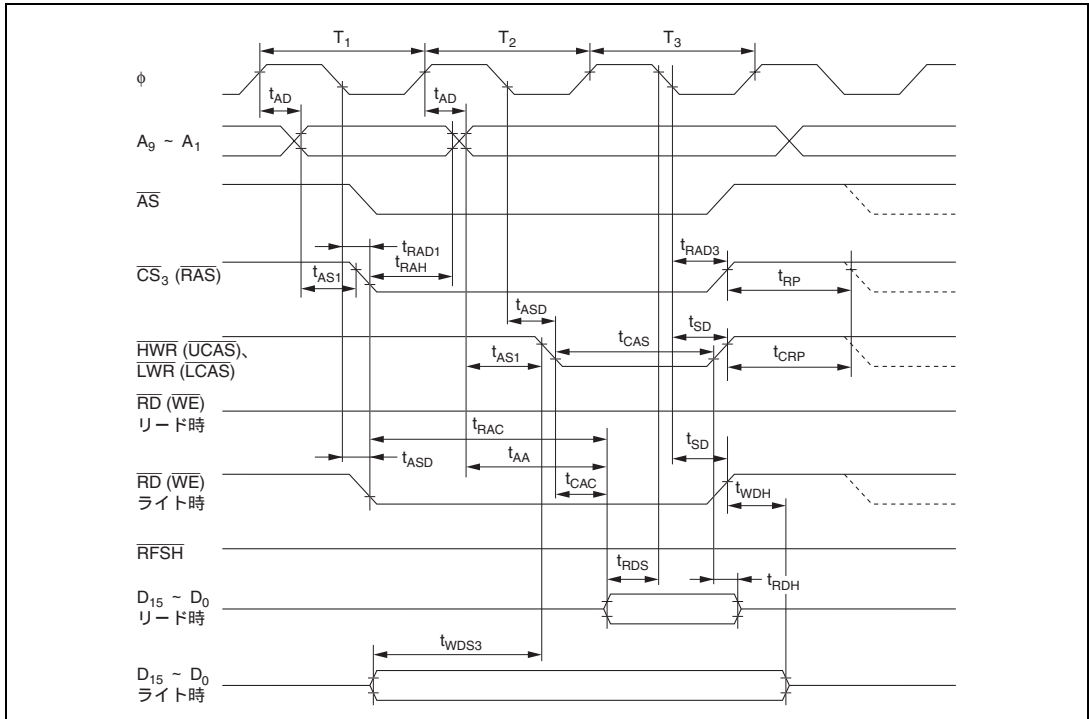 T1 T2 T3
φ
tAD tAD
A9 ~ A1
AS
tRAD1 tRAD3
CS3 (RAS)
tAS1 tRAH tRP
tASD tSD
HWR (UCAS)、
LWR (LCAS)
tAS1 tCAS tCRP
RD (WE)
リード時
tRAC
tASD tAA tSD
RD (WE)
ライト時
tCAC tWDH
RFSH
tRDS tRDH
D15 ~ D0
リード時
tWDS3
D15 ~ D0
ライト時